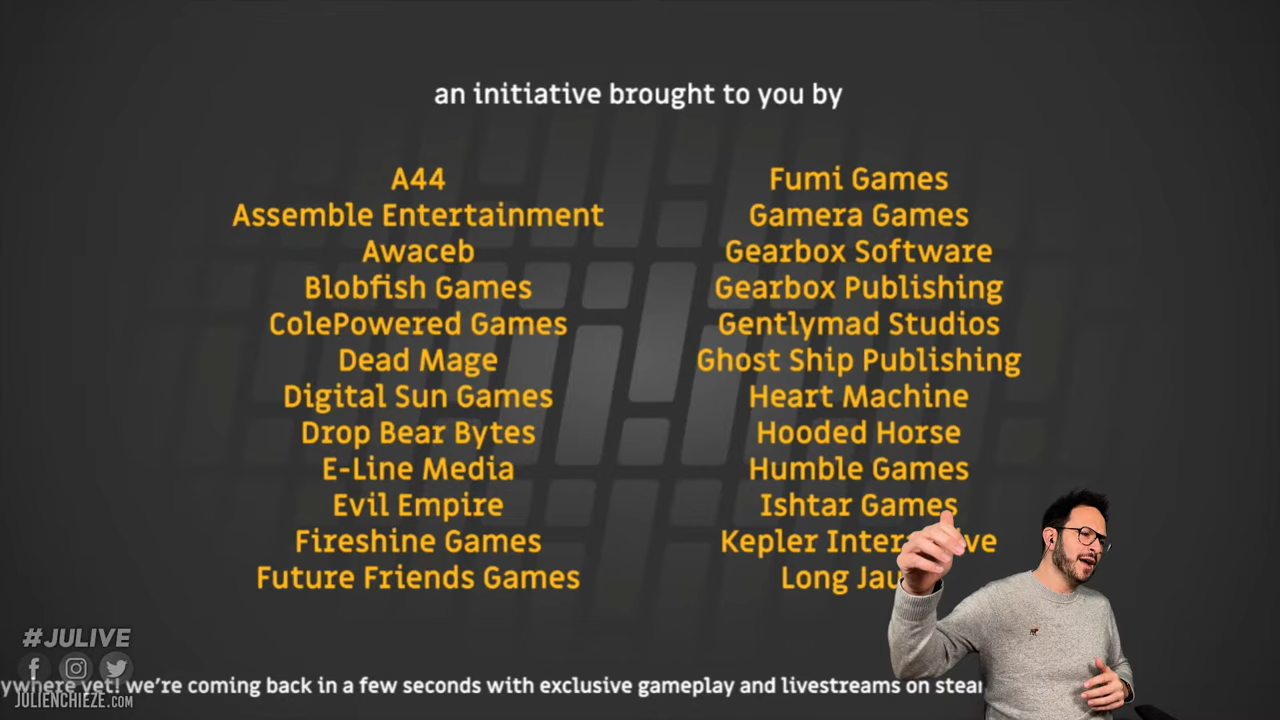 an initiative brought to you by
A44
Assemble Entertainment
Awaceb
Blobfish Games
ColePowered Games
Dead Mage
Digital Sun Games
Drop Bear Bytes
E-Line Media
Evil Empire
Fireshine Games
Future Friends Games
Fumi Games
Gamera Games
Gearbox Software
Gearbox Publishing
Gentlymad Studios
Ghost Ship Publishing
Heart Machine
Hooded Horse
Humble Games
Ishtar Games
Kepler
Long
#JULIVE
yet! we're coming back in a few seconds with exclusive gameplay and livestreams on
JULIENCHIEZE.com